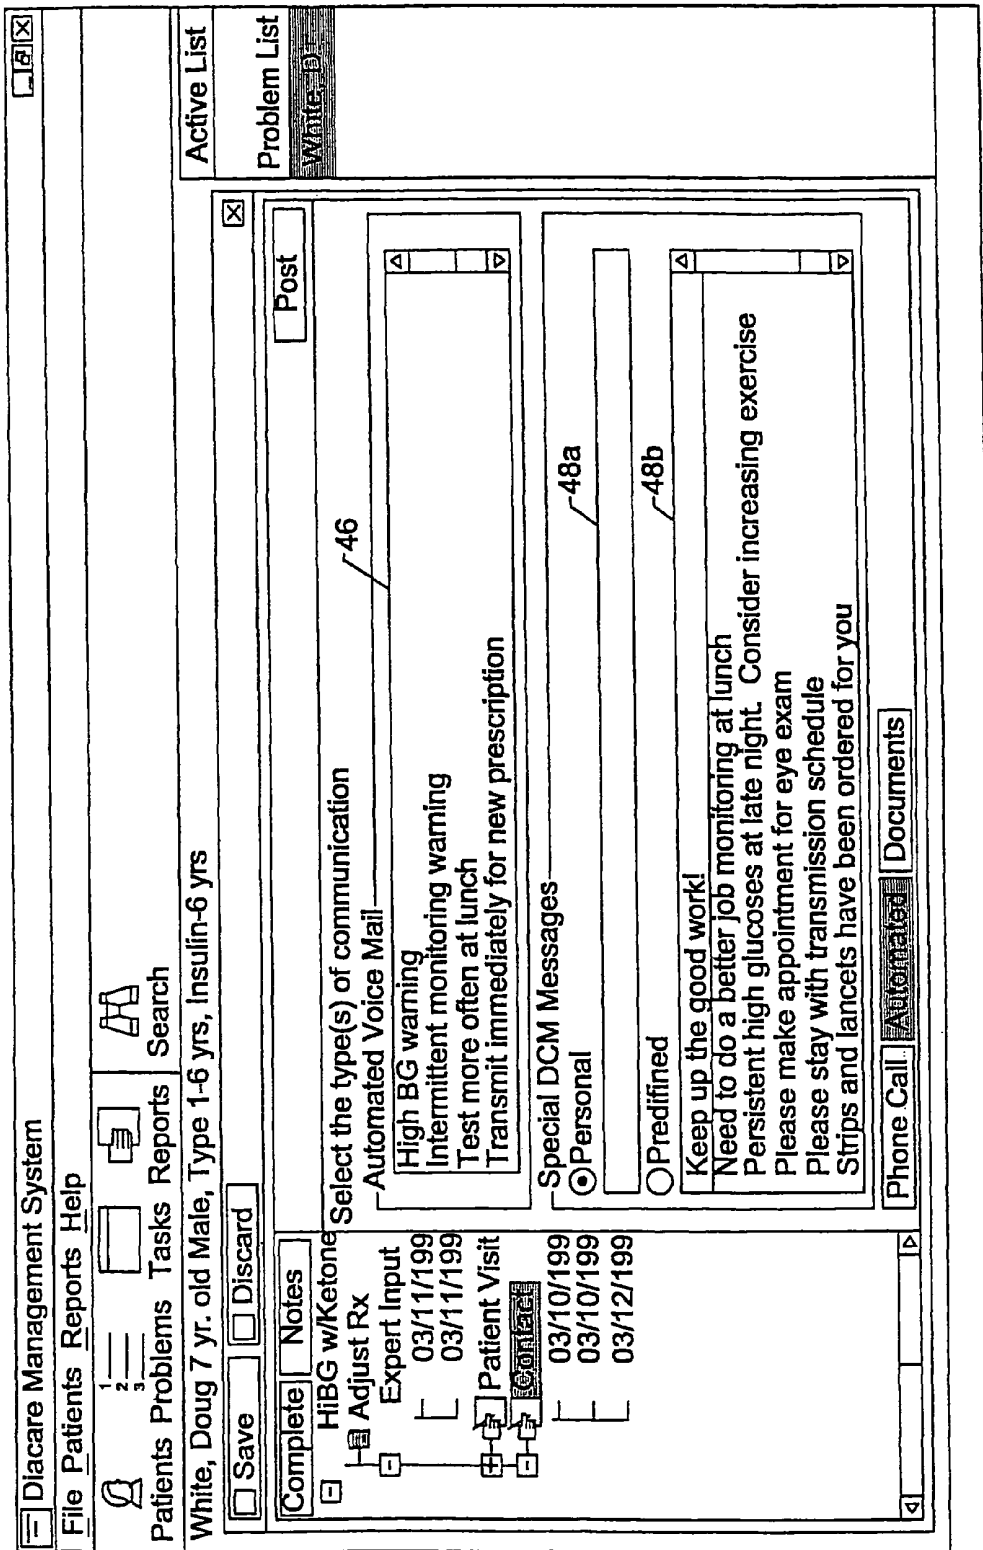 Diacare Management System
File Patients Reports Help
1
2
3
Patients Problems Tasks Reports Search
White, Doug 7 yr. old Male, Type 1-6 yrs, Insulin-6 yrs
Active List
Problem List
White, D
Save
Discard
Complete
Notes
HiBG w/Ketone
Adjust Rx
Expert Input
03/11/199
03/11/199
Patient Visit
Contact
03/10/199
03/10/199
03/12/199
Post
Select the type(s) of communication
Automated Voice Mail
46
High BG warning
Intermittent monitoring warning
Test more often at lunch
Transmit immediately for new prescription
Special DCM Messages
Personal
48a
Predifined
48b
Keep up the good work!
Need to do a better job monitoring at lunch
Persistent high glucoses at late night. Consider increasing exercise
Please make appointment for eye exam
Please stay with transmission schedule
Strips and lancets have been ordered for you
Phone Call
Automated
Documents